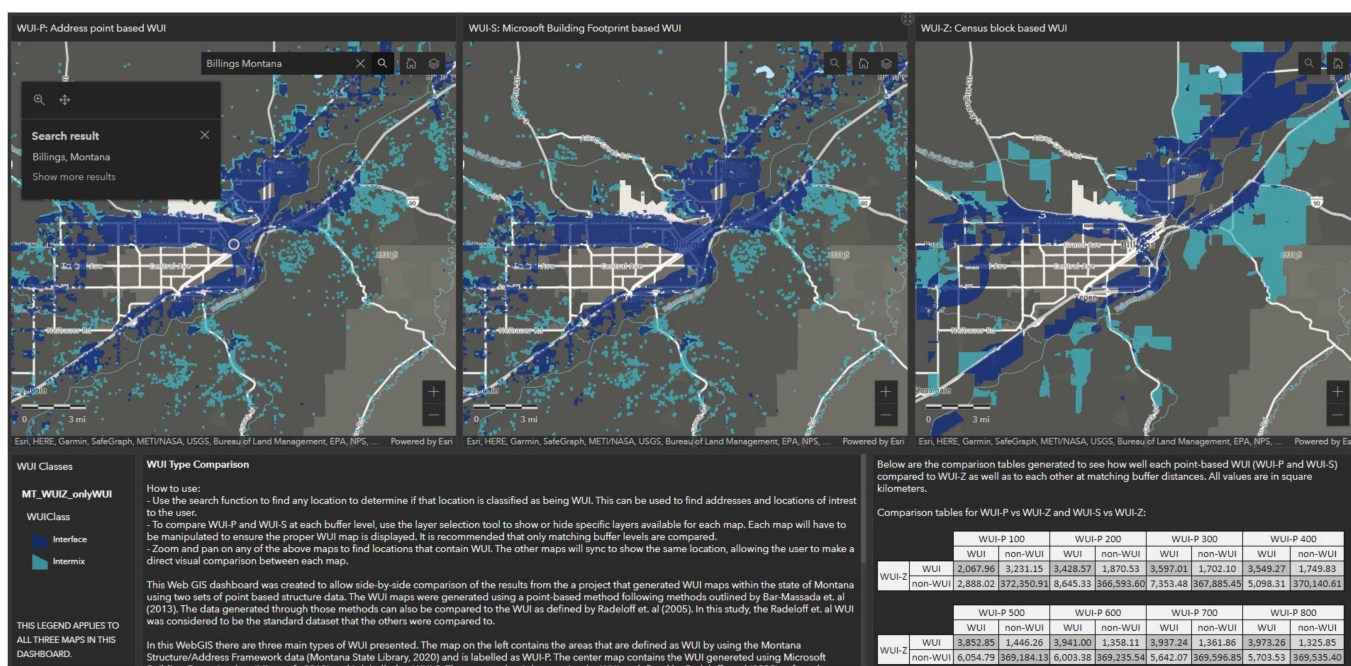 WUI-P: Address point based WUI
Billings Montana
Search result
Billings, Montana
Show more results
Central Ave
Neibauer Rd
90
0 3 mi
Esri, HERE, Garmin, SafeGraph, METI/NASA, USGS, Bureau of Land Management, EPA, NPS, ... Powered by Esri
WUI-S: Microsoft Building Footprint based WUI
Billings
Central Ave
Neibauer Rd
90
0 3 mi
Esri, HERE, Garmin, SafeGraph, METI/NASA, USGS, Bureau of Land Management, EPA, NPS, ... Powered by Esri
WUI-Z: Census block based WUI
Grand Ave
Billings
Central Ave
Neibauer Rd
90
0 3 mi
Esri, HERE, Garmin, SafeGraph, METI/NASA, USGS, Bureau of Land Management, EPA, NPS, ... Powered by Esri
WUI Classes
MT_WUIZ_onlyWUI
WUIClass
Interface
Intermix
THIS LEGEND APPLIES TO
ALL THREE MAPS IN THIS
DASHBOARD.
WUI Type Comparison
How to use:
- Use the search function to find any location to determine if that location is classified as being WUI. This can be used to find addresses and locations of intrest
to the user.
- To compare WUI-P and WUI-S at each buffer level, use the layer selection tool to show or hide specific layers available for each map. Each map will have to
be manipulated to ensure the proper WUI map is displayed. It is recommended that only matching buffer levels are compared.
- Zoom and pan on any of the above maps to find locations that contain WUI. The other maps will sync to show the same location, allowing the user to make a
direct visual comparison between each map.
This Web GIS dashboard was created to allow side-by-side comparison of the results from the a project that generated WUI maps within the state of Montana
using two sets of point based structure data. The WUI maps were generated using a point-based method following methods outlined by Bar-Massada et. al
(2013). The data generated through those methods can also be compared to the WUI as defined by Radeloff et. al (2005). In this study, the Radeloff et. al WUI
was considered to be the standard dataset that the others were compared to.
In this WebGIS there are three main types of WUI presented. The map on the left contains the areas that are defined as WUI by using the Montana
Structure/Address Framework data (Montana State Library, 2020) and is labelled as WUI-P. The center map contains the WUI genereted using Microsoft
Below are the comparison tables generated to see how well each point-based WUI (WUI-P and WUI-S)
compared to WUI-Z as well as to each other at matching buffer distances. All values are in square
kilometers.
Comparison tables for WUI-P vs WUI-Z and WUI-S vs WUI-Z:
WUI-P 100 WUI-P 200 WUI-P 300 WUI-P 400
WUI non-WUI WUI non-WUI WUI non-WUI WUI non-WUI
WUI-Z WUI 2,067.96 3,231.15 3,428.57 1,870.53 3,597.01 1,702.10 3,549.27 1,749.83
non-WUI 2,888.02 372,350.91 8,645.33 366,593.60 7,353.48 367,885.45 5,098.31 370,140.61
WUI-P 500 WUI-P 600 WUI-P 700 WUI-P 800
WUI non-WUI WUI non-WUI WUI non-WUI WUI non-WUI
WUI-Z WUI 3,852.85 1,446.26 3,941.00 1,358.11 3,937.24 1,361.86 3,973.26 1,325.85
non-WUI 6,054.79 369,184.13 6,003.38 369,235.54 5,642.07 369,596.85 5,703.53 369,535.40